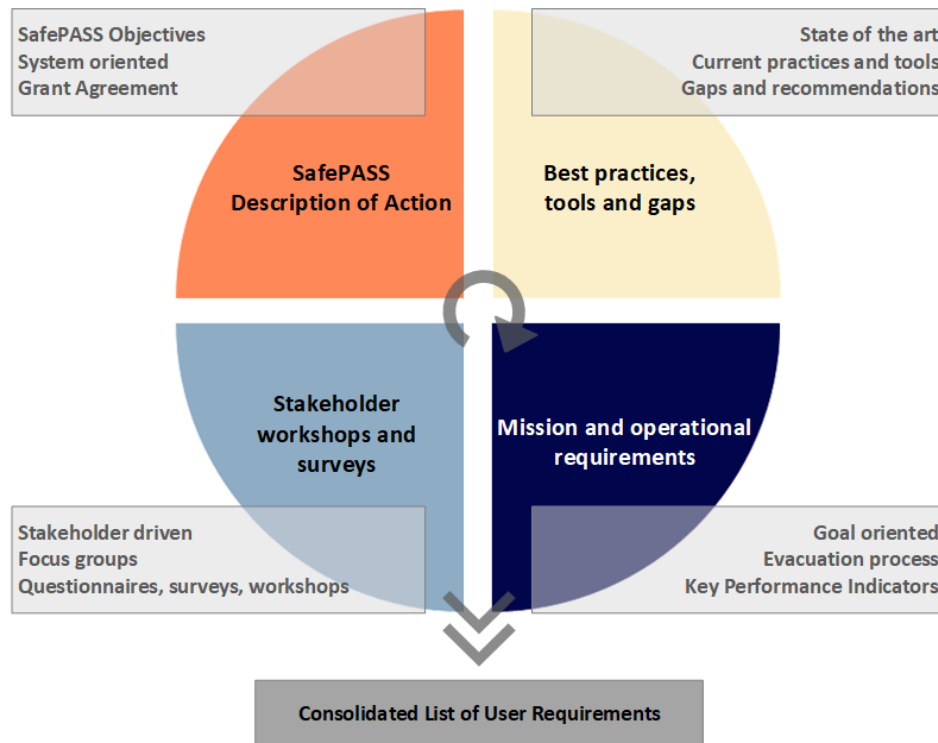 SafePASS Objectives
System oriented
Grant Agreement
State of the art
Current practices and tools
Gaps and recommendations
SafePASS
Description of Action
Best practices,
tools and gaps
Stakeholder
workshops and
surveys
Mission and operational
requirements
Stakeholder driven
Focus groups
Questionnaires, surveys, workshops
Goal oriented
Evacuation process
Key Performance Indicators
Consolidated List of User Requirements